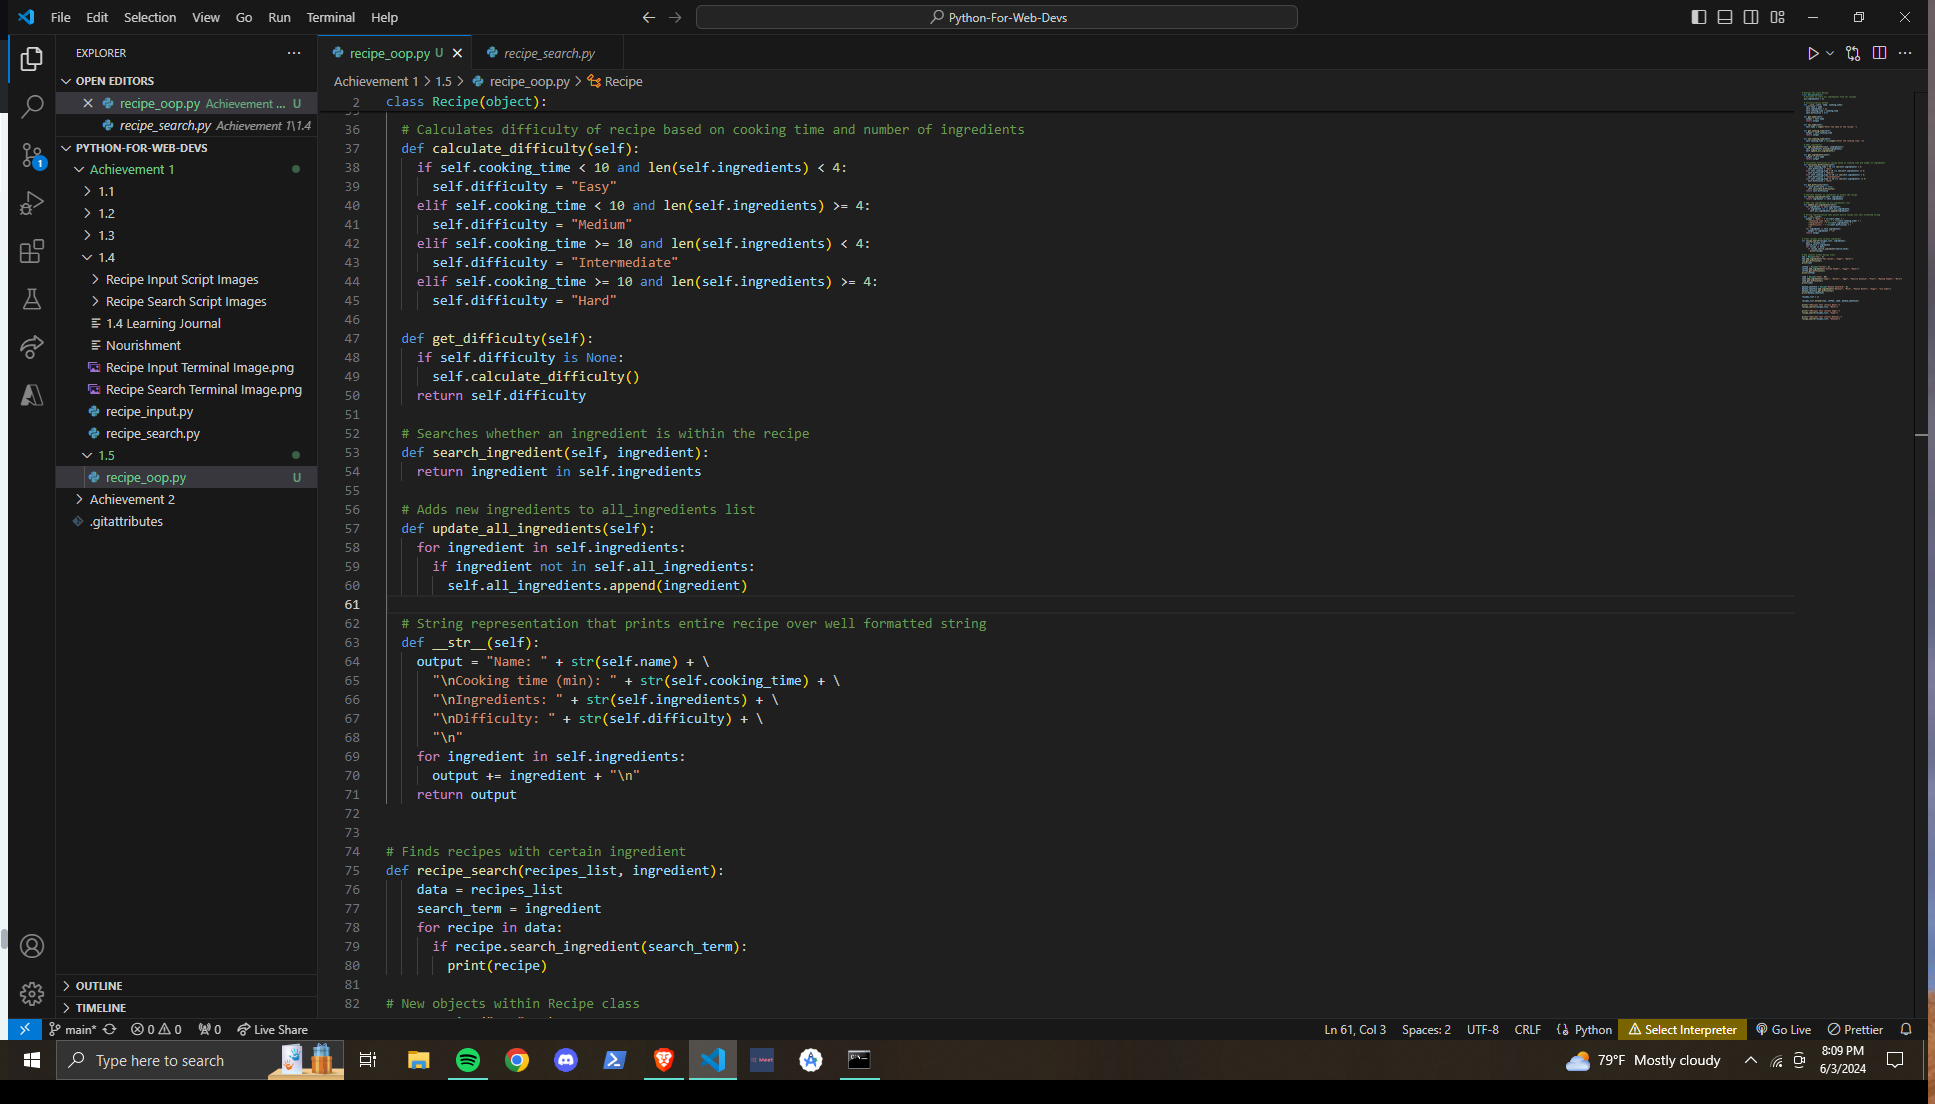 File Edit Selection View Go Run Terminal Help
Python-For-Web-Devs
EXPLORER
OPEN EDITORS
recipe_oop.py Achievement ... U
recipe_search.py Achievement 1\1.4
PYTHON-FOR-WEB-DEVS
Achievement 1
1.1
1.2
1.3
1.4
Recipe Input Script Images
Recipe Search Script Images
1.4 Learning Journal
Nourishment
Recipe Input Terminal Image.png
Recipe Search Terminal Image.png
recipe_input.py
recipe_search.py
1.5
recipe_oop.py U
Achievement 2
.gitattributes
OUTLINE
TIMELINE
1
recipe_oop.py U
recipe_search.py
Achievement 1 > 1.5 > recipe_oop.py > Recipe
2 class Recipe(object):
36 # Calculates difficulty of recipe based on cooking time and number of ingredients
37 def calculate_difficulty(self):
38 if self.cooking_time < 10 and len(self.ingredients) < 4:
39 self.difficulty = "Easy"
40 elif self.cooking_time < 10 and len(self.ingredients) >= 4:
41 self.difficulty = "Medium"
42 elif self.cooking_time >= 10 and len(self.ingredients) < 4:
43 self.difficulty = "Intermediate"
44 elif self.cooking_time >= 10 and len(self.ingredients) >= 4:
45 self.difficulty = "Hard"
46
47 def get_difficulty(self):
48 if self.difficulty is None:
49 self.calculate_difficulty()
50 return self.difficulty
51
52 # Searches whether an ingredient is within the recipe
53 def search_ingredient(self, ingredient):
54 return ingredient in self.ingredients
55
56 # Adds new ingredients to all_ingredients list
57 def update_all_ingredients(self):
58 for ingredient in self.ingredients:
59 if ingredient not in self.all_ingredients:
60 self.all_ingredients.append(ingredient)
61
62 # String representation that prints entire recipe over well formatted string
63 def __str__(self):
64 output = "Name: " + str(self.name) + \
65 "\nCooking time (min): " + str(self.cooking_time) + \
66 "\nIngredients: " + str(self.ingredients) + \
67 "\nDifficulty: " + str(self.difficulty) + \
68 "\n"
69 for ingredient in self.ingredients:
70 output += ingredient + "\n"
71 return output
72
73
74 # Finds recipes with certain ingredient
75 def recipe_search(recipes_list, ingredient):
76 data = recipes_list
77 search_term = ingredient
78 for recipe in data:
79 if recipe.search_ingredient(search_term):
80 print(recipe)
81
82 # New objects within Recipe class
main* 0 0 0 Live Share
Ln 61, Col 3 Spaces: 2 UTF-8 CRLF Python Select Interpreter Go Live Prettier
Type here to search
Meet
79°F Mostly cloudy
8:09 PM
6/3/2024